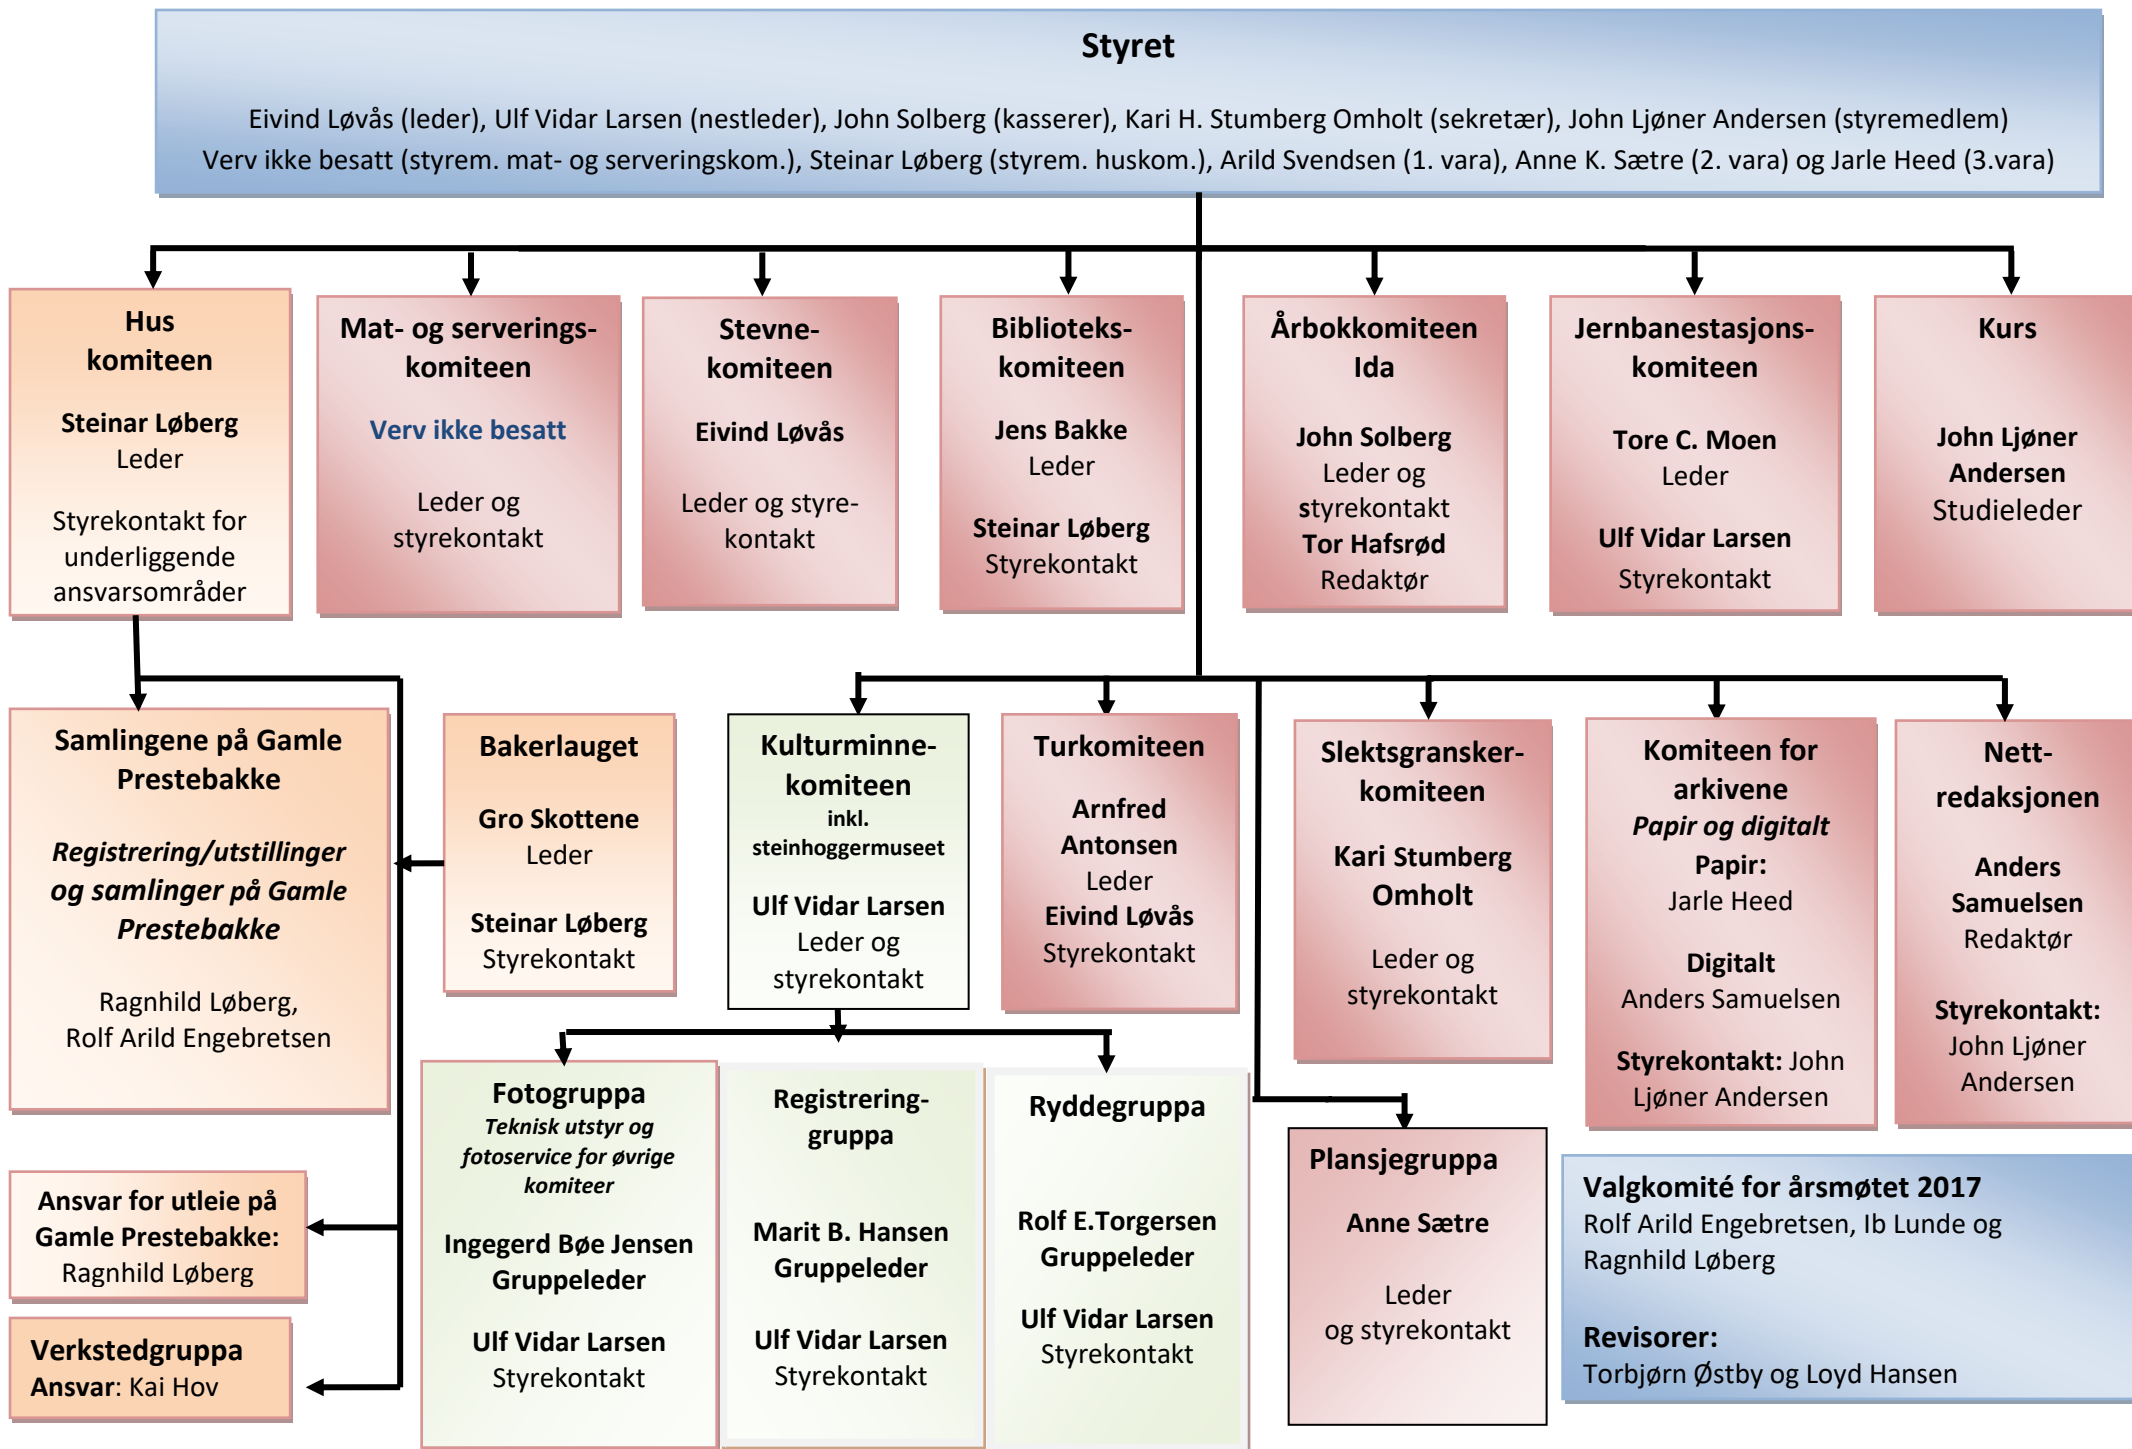 Styret
Eivind Løvås (leder), Ulf Vidar Larsen (nestleder), John Solberg (kasserer), Kari H. Stumberg Omholt (sekretær), John Ljøner Andersen (styremedlem)
Verv ikke besatt (styrem. mat- og serveringskom.), Steinar Løberg (styrem. huskom.), Arild Svendsen (1. vara), Anne K. Sætre (2. vara) og Jarle Heed (3.vara)
Hus
komiteen
Steinar Løberg
Leder
Styrekontakt for
underliggende
ansvarsområder
Mat- og serverings-
komiteen
Verv ikke besatt
Leder og
styrekontakt
Stevne-
komiteen
Eivind Løvås
Leder og styre-
kontakt
Biblioteks-
komiteen
Jens Bakke
Leder
Steinar Løberg
Styrekontakt
Årbokkomiteen
Ida
John Solberg
Leder og
styrekontakt
Tor Hafsrød
Redaktør
Jernbanestasjons-
komiteen
Tore C. Moen
Leder
Ulf Vidar Larsen
Styrekontakt
Kurs
John Ljøner
Andersen
Studieleder
Samlingene på Gamle
Prestebakke
Registrering/utstillinger
og samlinger på Gamle
Prestebakke
Ragnhild Løberg,
Rolf Arild Engebretsen
Bakerlauget
Gro Skottene
Leder
Steinar Løberg
Styrekontakt
Kulturminne-
komiteen
inkl.
steinhoggermuseet
Ulf Vidar Larsen
Leder og
styrekontakt
Turkomiteen
Arnfred
Antonsen
Leder
Eivind Løvås
Styrekontakt
Slektsgransker-
komiteen
Kari Stumberg
Omholt
Leder og
styrekontakt
Komiteen for
arkivene
Papir og digitalt
Papir:
Jarle Heed
Digitalt
Anders Samuelsen
Styrekontakt: John
Ljøner Andersen
Nett-
redaksjonen
Anders
Samuelsen
Redaktør
Styrekontakt:
John Ljøner
Andersen
Ansvar for utleie på
Gamle Prestebakke:
Ragnhild Løberg
Verkstedgruppa
Ansvar: Kai Hov
Fotogruppa
Teknisk utstyr og
fotoservice for øvrige
komiteer
Ingegerd Bøe Jensen
Gruppeleder
Ulf Vidar Larsen
Styrekontakt
Registrering-
gruppa
Marit B. Hansen
Gruppeleder
Ulf Vidar Larsen
Styrekontakt
Ryddegruppa
Rolf E.Torgersen
Gruppeleder
Ulf Vidar Larsen
Styrekontakt
Plansjegruppa
Anne Sætre
Leder
og styrekontakt
Valgkomité for årsmøtet 2017
Rolf Arild Engebretsen, Ib Lunde og
Ragnhild Løberg
Revisorer:
Torbjørn Østby og Loyd Hansen